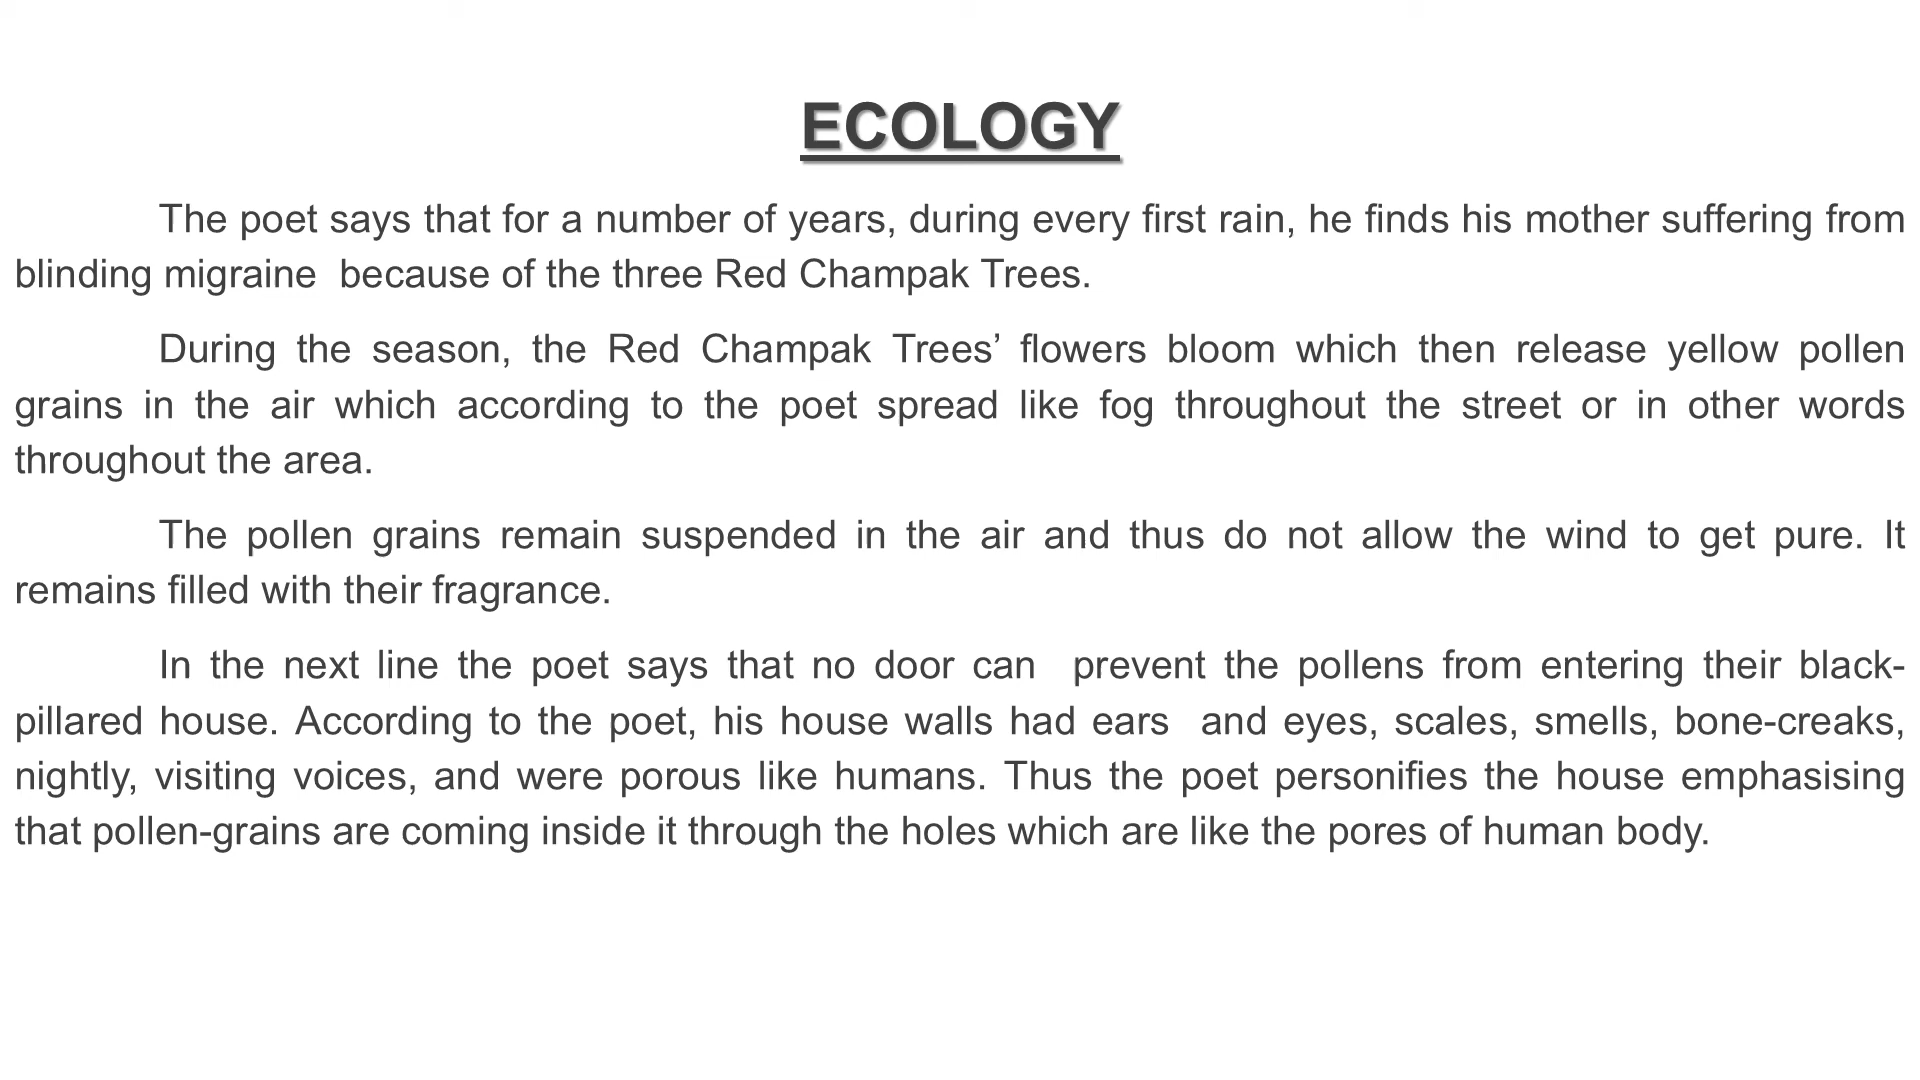 ECOLOGY
The poet says that for a number of years, during every first rain, he finds his mother suffering from
blinding migraine  because of the three Red Champak Trees.
During the season, the Red Champak Trees’ flowers bloom which then release yellow pollen
grains in the air which according to the poet spread like fog throughout the street or in other words
throughout the area.
The pollen grains remain suspended in the air and thus do not allow the wind to get pure. It
remains filled with their fragrance.
In the next line the poet says that no door can  prevent the pollens from entering their black-
pillared house. According to the poet, his house walls had ears  and eyes, scales, smells, bone-creaks,
nightly, visiting voices, and were porous like humans. Thus the poet personifies the house emphasising
that pollen-grains are coming inside it through the holes which are like the pores of human body.